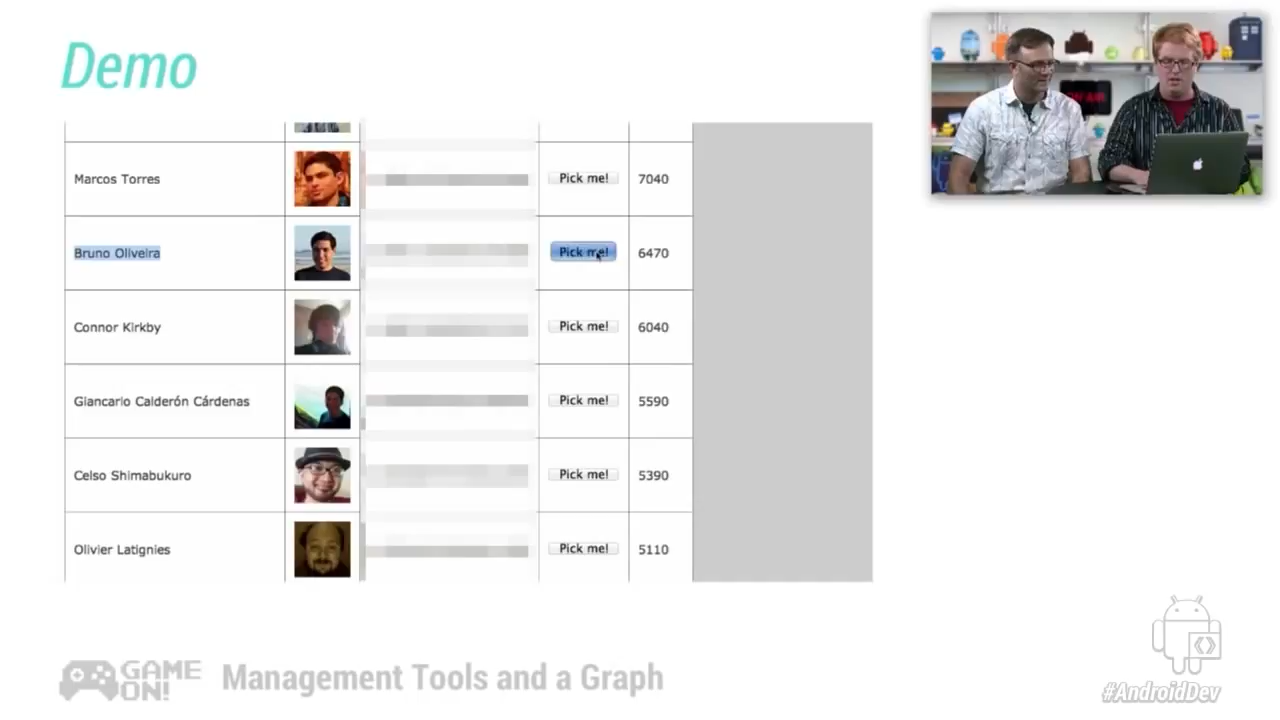 Demo
Marcos Torres Pick me! 7040
Bruno Oliveira Pick me! 6470
Connor Kirkby Pick me! 6040
Giancarlo Calderón Cárdenas Pick me! 5590
Celso Shimabukuro Pick me! 5390
Olivier Latignies Pick me! 5110
ON AIR
GAME ON!
Management Tools and a Graph
#AndroidDev